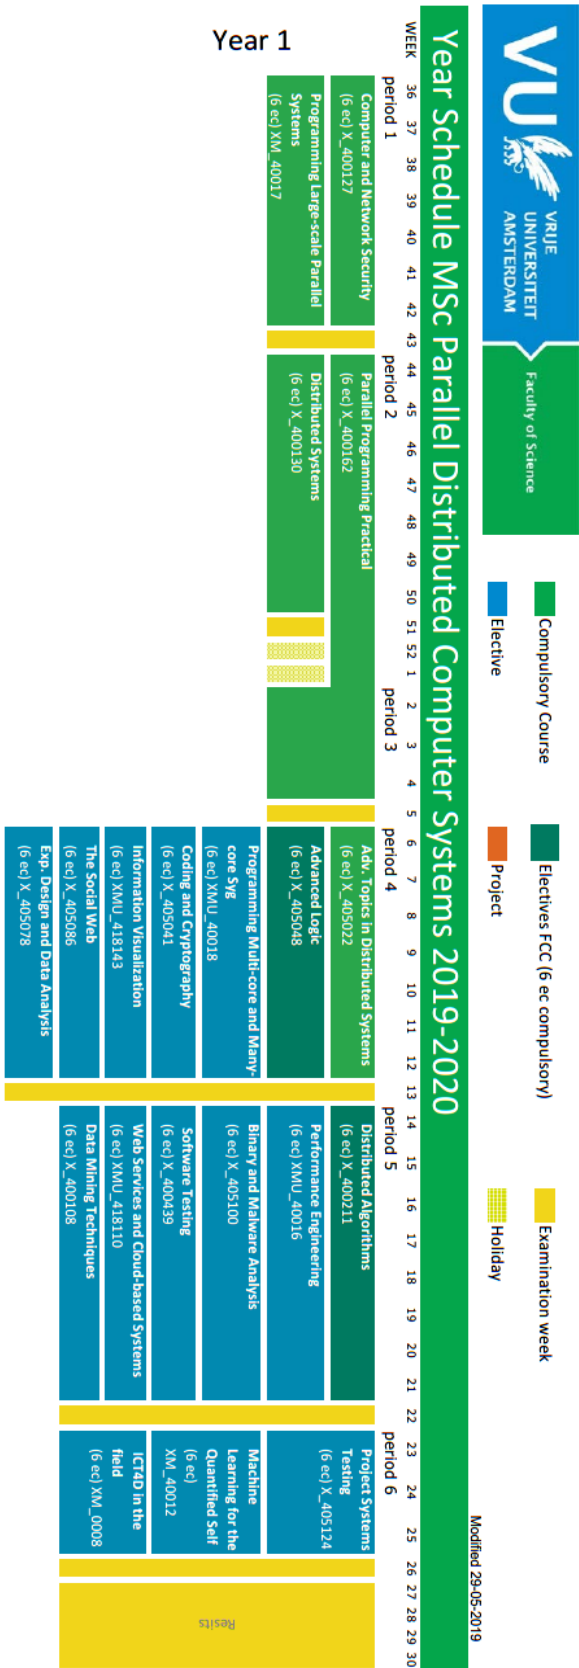 VU
VRIJE
UNIVERSITEIT
AMSTERDAM
Faculty of Science
Compulsory Course
Electives FCC (6 ec compulsory)
Examination week
Elective
Project
Holiday
Modified 29-05-2019
Year Schedule MSc Parallel Distributed Computer Systems 2019-2020
WEEK 36 37 38 39 40 41 42 43 44 45 46 47 48 49 50 51 52 1 2 3 4 5 6 7 8 9 10 11 12 13 14 15 16 17 18 19 20 21 22 23 24 25 26 27 28 29 30
period 1 period 2 period 3 period 4 period 5 period 6
Year 1
Computer and Network Security
(6 ec) X_400127
Programming Large-scale Parallel
Systems
(6 ec) XM_40017
Parallel Programming Practical
(6 ec) X_400162
Distributed Systems
(6 ec) X_400130
Adv. Topics in Distributed Systems
(6 ec) X_405022
Advanced Logic
(6 ec) X_405048
Programming Multi-core and Many-
core Syg
(6 ec) XMU_40018
Coding and Cryptography
(6 ec) X_405041
Information Visualization
(6 ec) XMU_418143
The Social Web
(6 ec) X_405086
Exp. Design and Data Analysis
(6 ec) X_405078
Distributed Algorithms
(6 ec) X_400211
Performance Engineering
(6 ec) XMU_40016
Binary and Malware Analysis
(6 ec) X_405100
Software Testing
(6 ec) X_400439
Web Services and Cloud-based Systems
(6 ec) XMU_418110
Data Mining Techniques
(6 ec) X_400108
Project Systems
Testing
(6 ec) X_405124
Machine
Learning for the
Quantified Self
(6 ec)
XM_40012
ICT4D in the
field
(6 ec) XM_0008
Resits